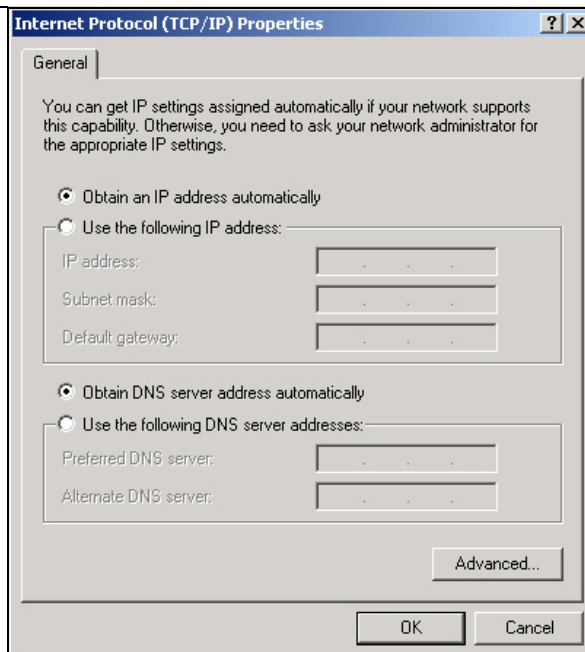 Internet Protocol (TCP/IP) Properties
General
You can get IP settings assigned automatically if your network supports
this capability. Otherwise, you need to ask your network administrator for
the appropriate IP settings.
Obtain an IP address automatically
Use the following IP address:
IP address:
Subnet mask:
Default gateway:
Obtain DNS server address automatically
Use the following DNS server addresses:
Preferred DNS server:
Alternate DNS server:
Advanced...
OK Cancel